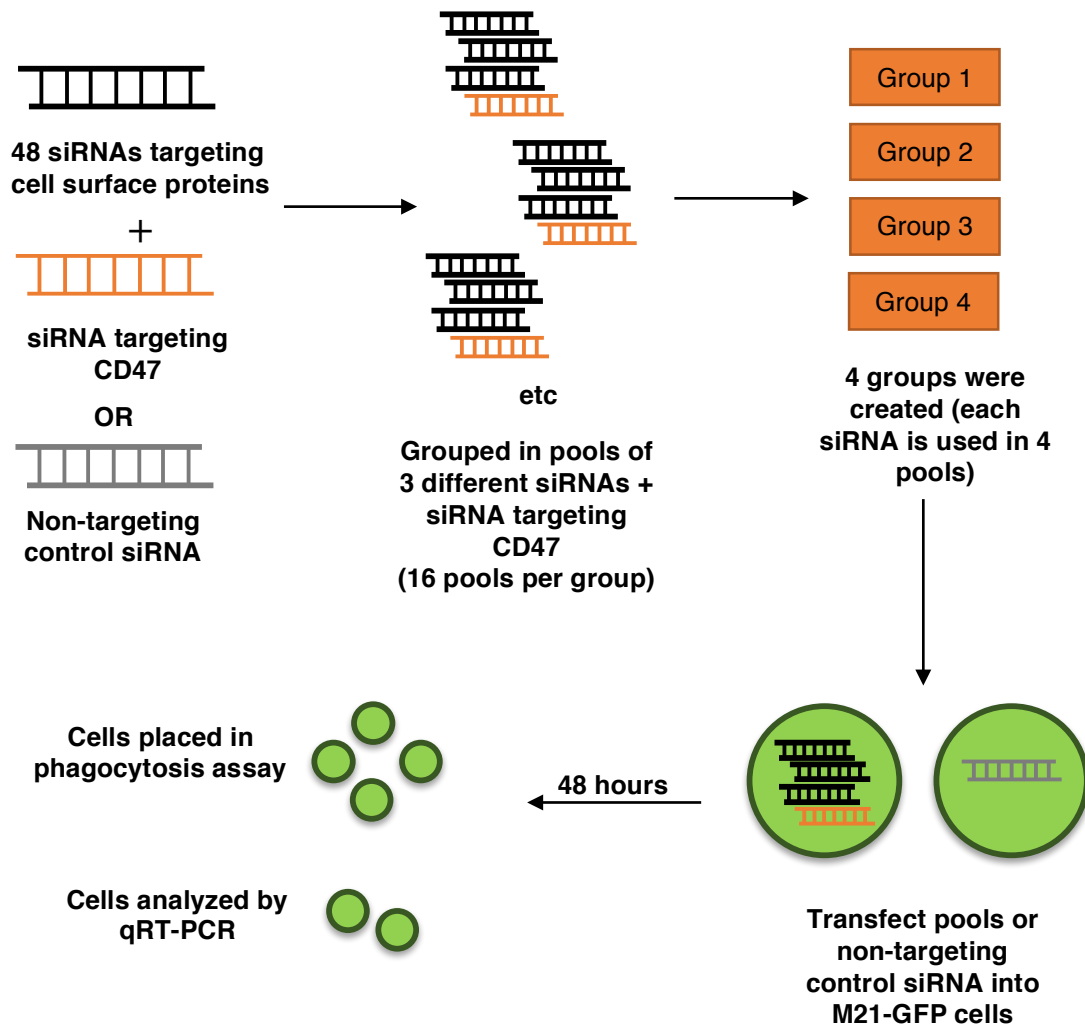 48 siRNAs targeting
cell surface proteins
+
siRNA targeting
CD47
OR
Non-targeting
control siRNA
etc
Grouped in pools of
3 different siRNAs +
siRNA targeting
CD47
(16 pools per group)
Group 1
Group 2
Group 3
Group 4
4 groups were
created (each
siRNA is used in 4
pools)
Transfect pools or
non-targeting
control siRNA into
M21-GFP cells
48 hours
Cells placed in
phagocytosis assay
Cells analyzed by
qRT-PCR